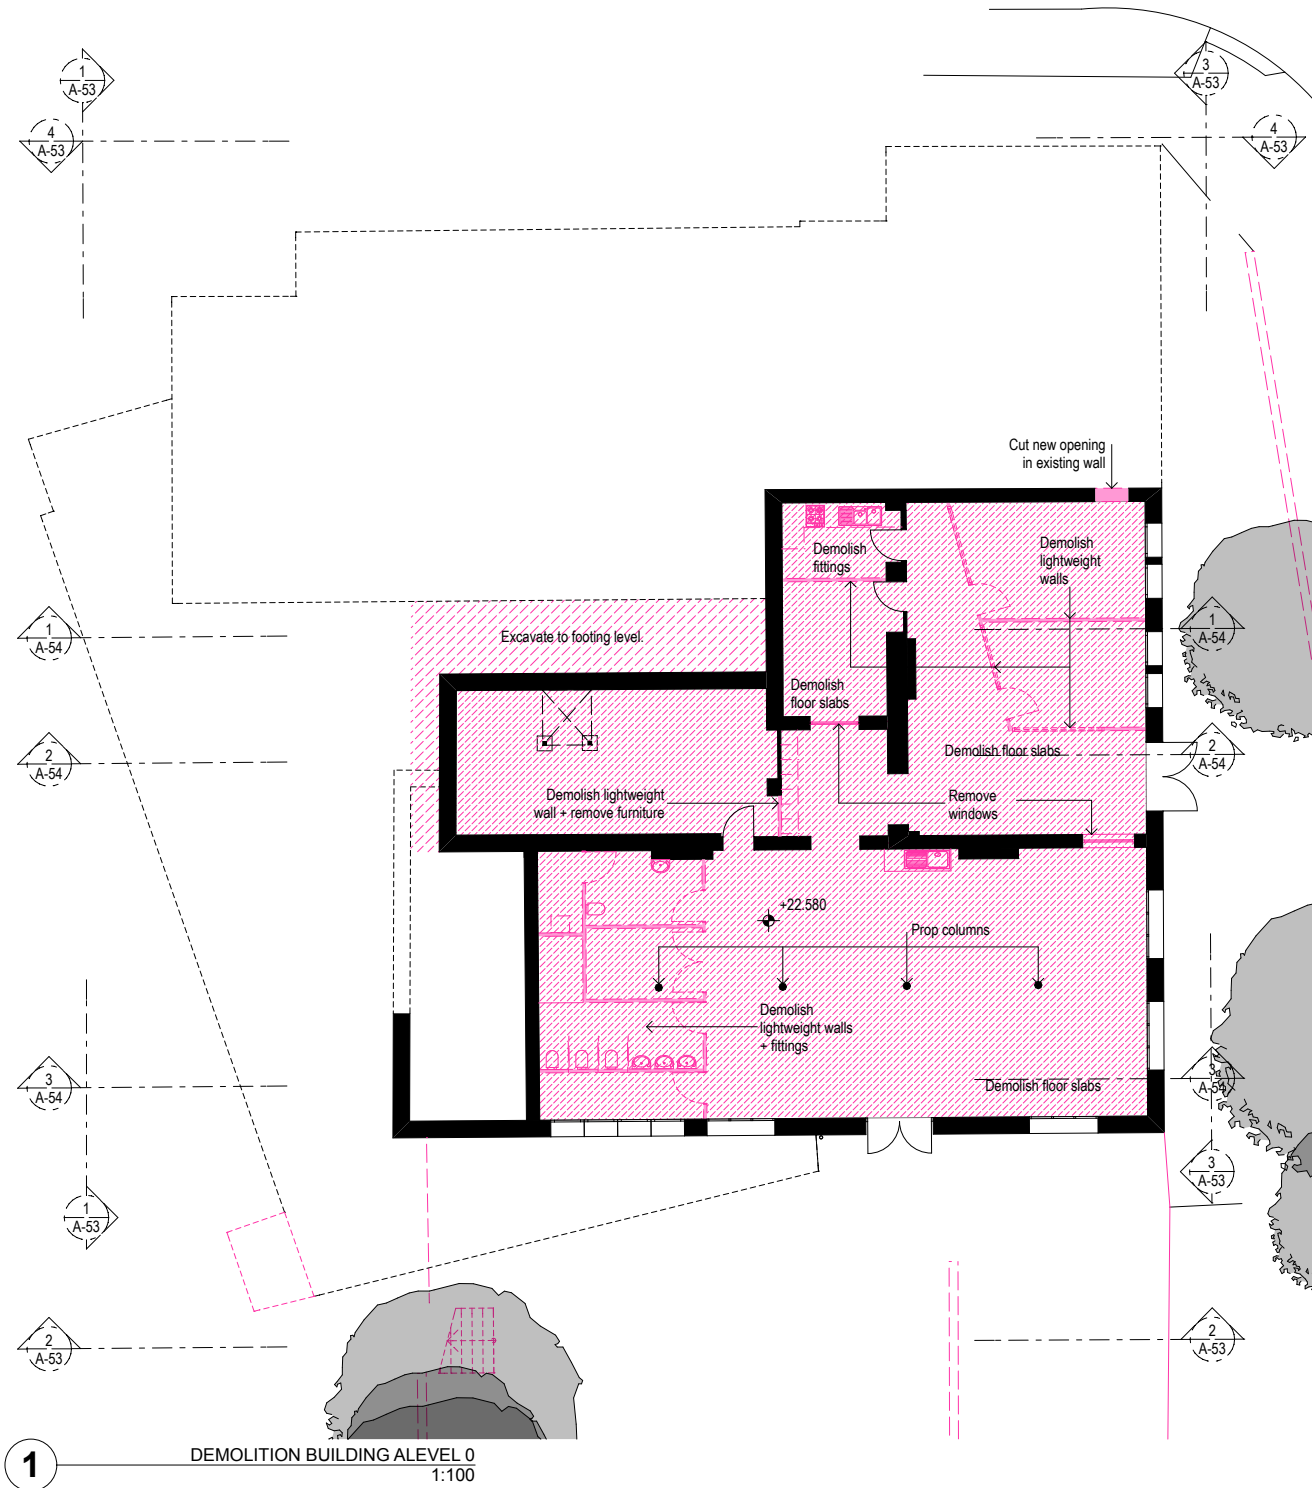 1
A-53
3
A-53
4
A-53
4
A-53
Cut new opening
in existing wall
Demolish
fittings
Demolish
lightweight
walls
1
A-54
Excavate to footing level.
1
A-54
Demolish
floor slabs
2
A-54
Demolish floor slabs
2
A-54
Demolish lightweight
wall + remove furniture
Remove
windows
+22.580
Prop columns
Demolish
lightweight walls
+ fittings
3
A-54
Demolish floor slabs
3
A-54
3
A-53
1
A-53
2
A-53
2
A-53
1
DEMOLITION BUILDING ALEVEL 0
1:100